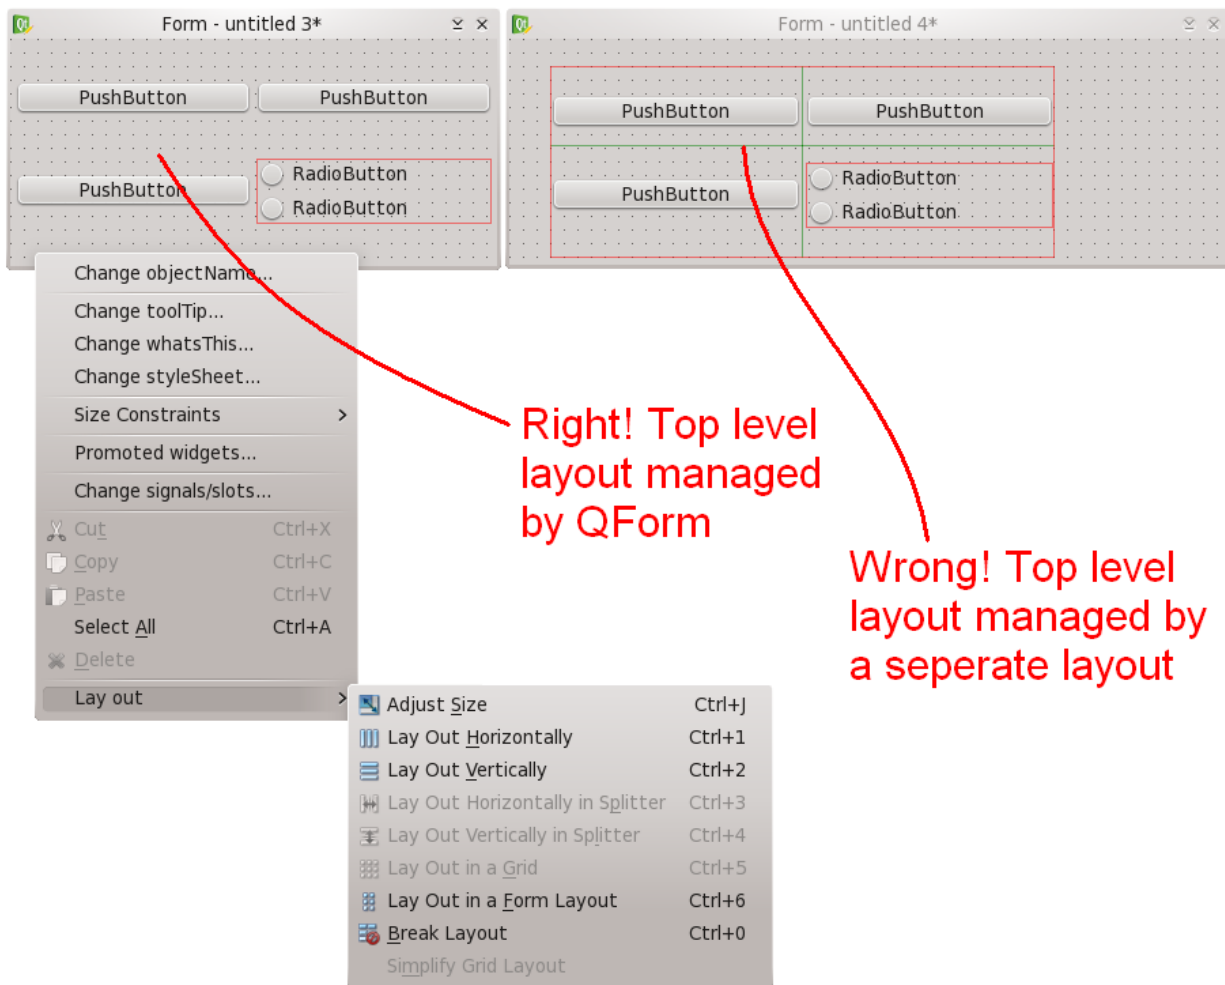 Form - untitled 3*
PushButton PushButton
PushButton
RadioButton
RadioButton
Form - untitled 4*
PushButton PushButton
PushButton
RadioButton
RadioButton
Change objectName...
Change toolTip...
Change whatsThis...
Change styleSheet...
Size Constraints
Promoted widgets...
Change signals/slots...
Cut Ctrl+X
Copy Ctrl+C
Paste Ctrl+V
Select All Ctrl+A
Delete
Lay out
Adjust Size Ctrl+J
Lay Out Horizontally Ctrl+1
Lay Out Vertically Ctrl+2
Lay Out Horizontally in Splitter Ctrl+3
Lay Out Vertically in Splitter Ctrl+4
Lay Out in a Grid Ctrl+5
Lay Out in a Form Layout Ctrl+6
Break Layout Ctrl+0
Simplify Grid Layout
Right! Top level
layout managed
by QForm
Wrong! Top level
layout managed by
a seperate layout